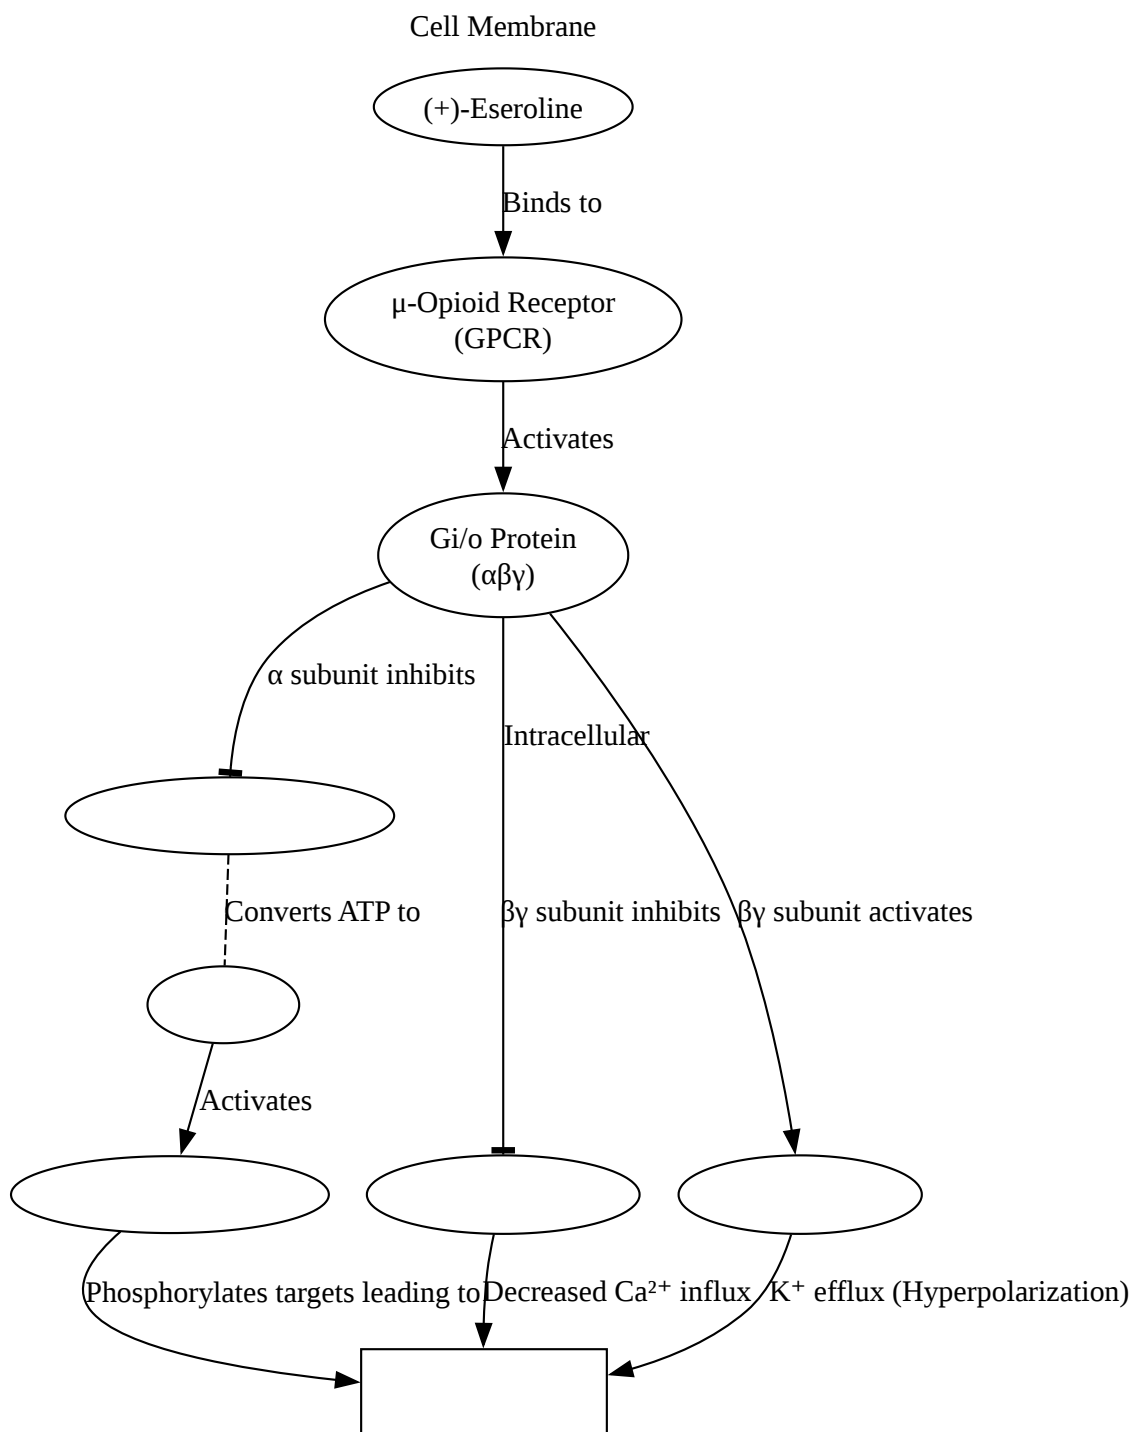 Cell Membrane
(+)-Eseroline
Binds to
μ-Opioid Receptor
(GPCR)
Activates
Gi/o Protein
(αβγ)
α subunit inhibits
Intracellular
Converts ATP to
βγ subunit inhibits
βγ subunit activates
Activates
Phosphorylates targets leading to
Decreased Ca²⁺ influx
K⁺ efflux (Hyperpolarization)